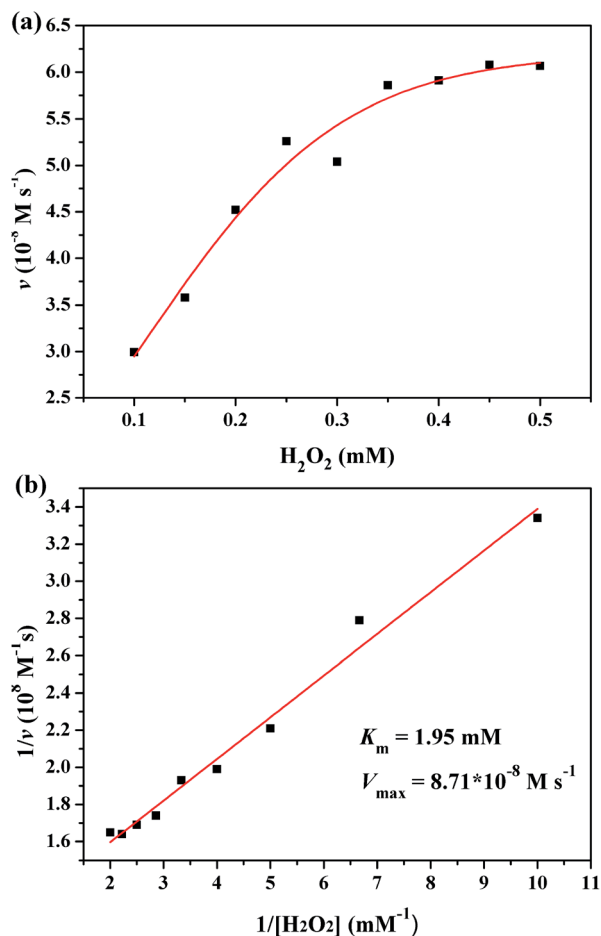 (a)
6.5
6.0
5.5
5.0
4.5
4.0
3.5
3.0
2.5
v (10⁻⁸ M s⁻¹)
0.1 0.2 0.3 0.4 0.5
H₂O₂ (mM)
(b)
3.4
3.2
3.0
2.8
2.6
2.4
2.2
2.0
1.8
1.6
1/v (10⁸ M⁻¹s)
Kₘ = 1.95 mM
Vₘₐₓ = 8.71*10⁻⁸ M s⁻¹
2 3 4 5 6 7 8 9 10 11
1/[H₂O₂] (mM⁻¹)